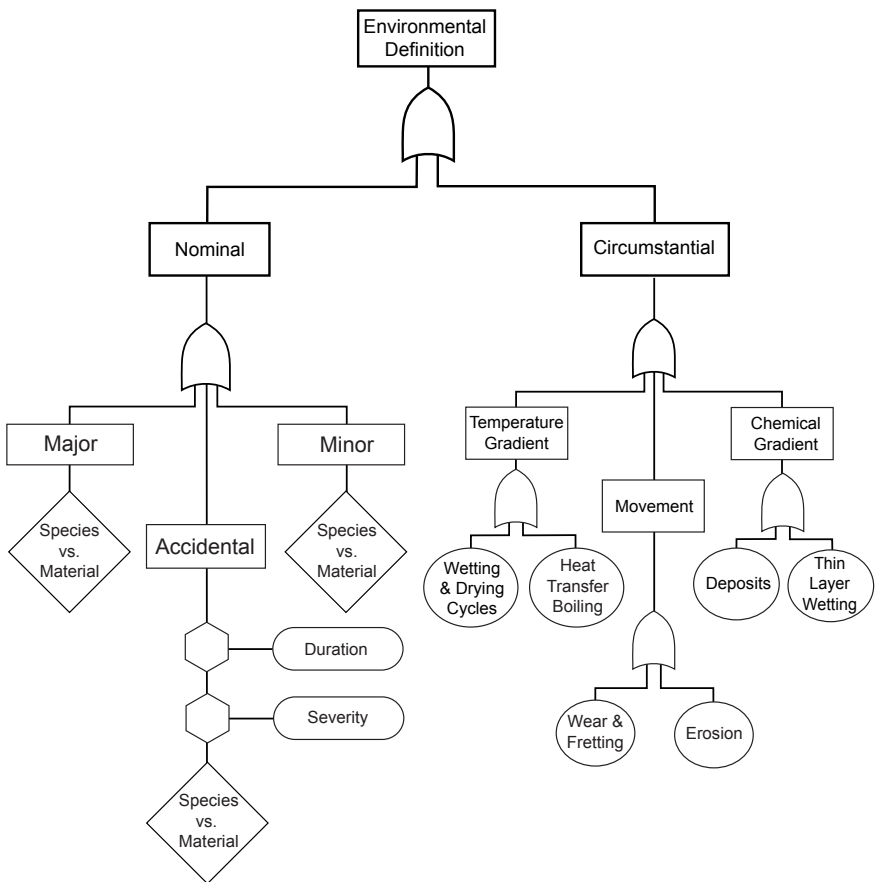 Environmental
Definition
Nominal
Circumstantial
Major
Minor
Accidental
Species
vs.
Material
Species
vs.
Material
Duration
Severity
Species
vs.
Material
Temperature
Gradient
Movement
Chemical
Gradient
Wetting
& Drying
Cycles
Heat
Transfer
Boiling
Deposits
Thin
Layer
Wetting
Wear &
Fretting
Erosion